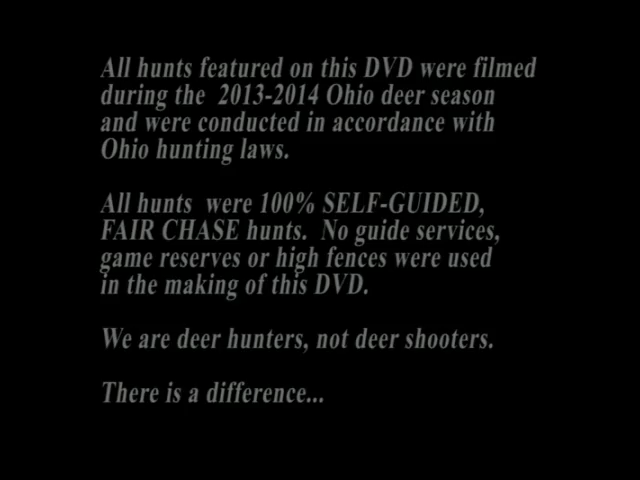 All hunts featured on this DVD were filmed
during the  2013-2014 Ohio deer season
and were conducted in accordance with
Ohio hunting laws.
All hunts  were 100% SELF-GUIDED,
FAIR CHASE hunts.  No guide services,
game reserves or high fences were used
in the making of this DVD.
We are deer hunters, not deer shooters.
There is a difference...